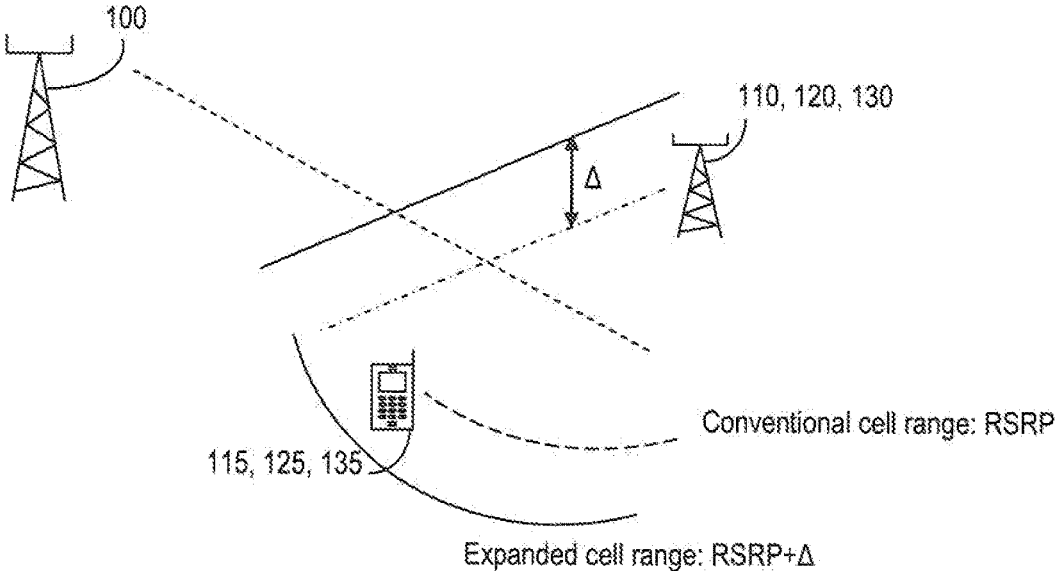 100
110, 120, 130
Δ
Conventional cell range: RSRP
115, 125, 135
Expanded cell range: RSRP+Δ